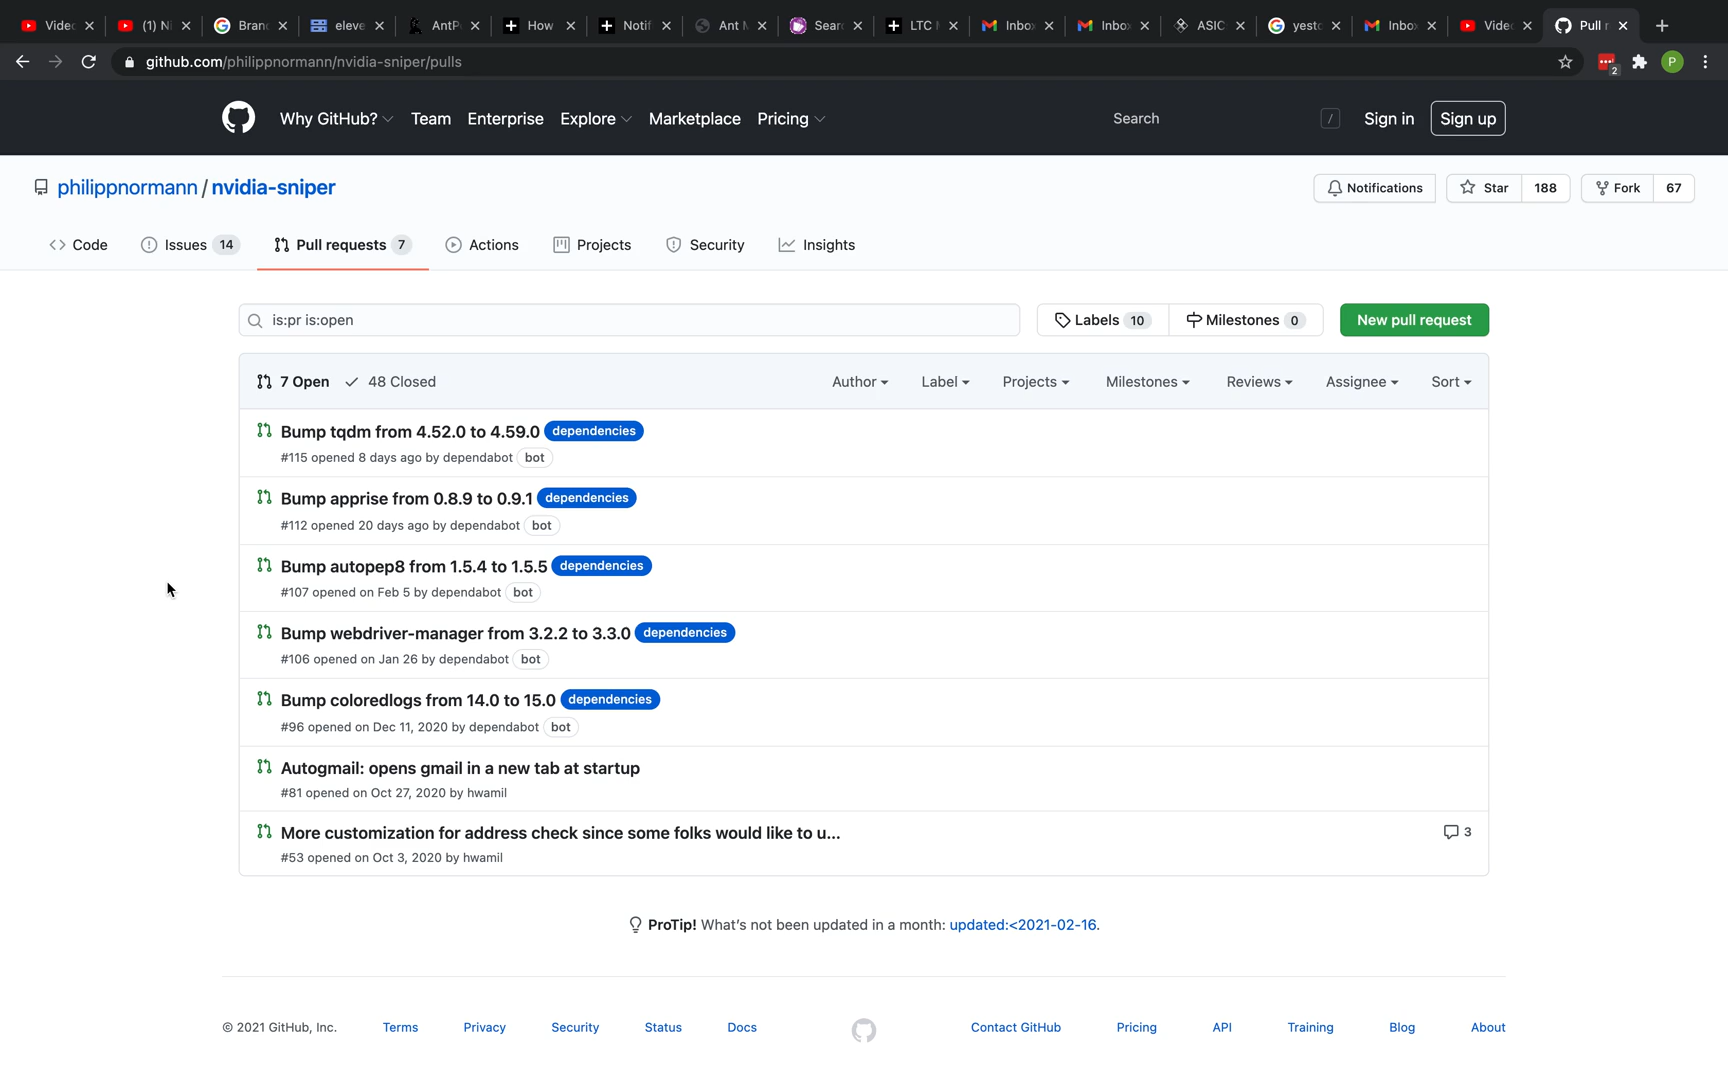 Video (1) N Bran eleve AntP How Notif Ant M Sear LTC Inbo Inbo ASIC yesto Inbo Vide Pull r
github.com/philippnormann/nvidia-sniper/pulls 2 P
Why GitHub? Team Enterprise Explore Marketplace Pricing Search / Sign in Sign up
philippnormann / nvidia-sniper Notifications Star 188 Fork 67
Code Issues 14 Pull requests 7 Actions Projects Security Insights
is:pr is:open Labels 10 Milestones 0 New pull request
7 Open 48 Closed Author Label Projects Milestones Reviews Assignee Sort
Bump tqdm from 4.52.0 to 4.59.0 dependencies
#115 opened 8 days ago by dependabot bot
Bump apprise from 0.8.9 to 0.9.1 dependencies
#112 opened 20 days ago by dependabot bot
Bump autopep8 from 1.5.4 to 1.5.5 dependencies
#107 opened on Feb 5 by dependabot bot
Bump webdriver-manager from 3.2.2 to 3.3.0 dependencies
#106 opened on Jan 26 by dependabot bot
Bump coloredlogs from 14.0 to 15.0 dependencies
#96 opened on Dec 11, 2020 by dependabot bot
Autogmail: opens gmail in a new tab at startup
#81 opened on Oct 27, 2020 by hwamil
More customization for address check since some folks would like to u... 3
#53 opened on Oct 3, 2020 by hwamil
ProTip! What's not been updated in a month: updated:<2021-02-16.
© 2021 GitHub, Inc. Terms Privacy Security Status Docs Contact GitHub Pricing API Training Blog About